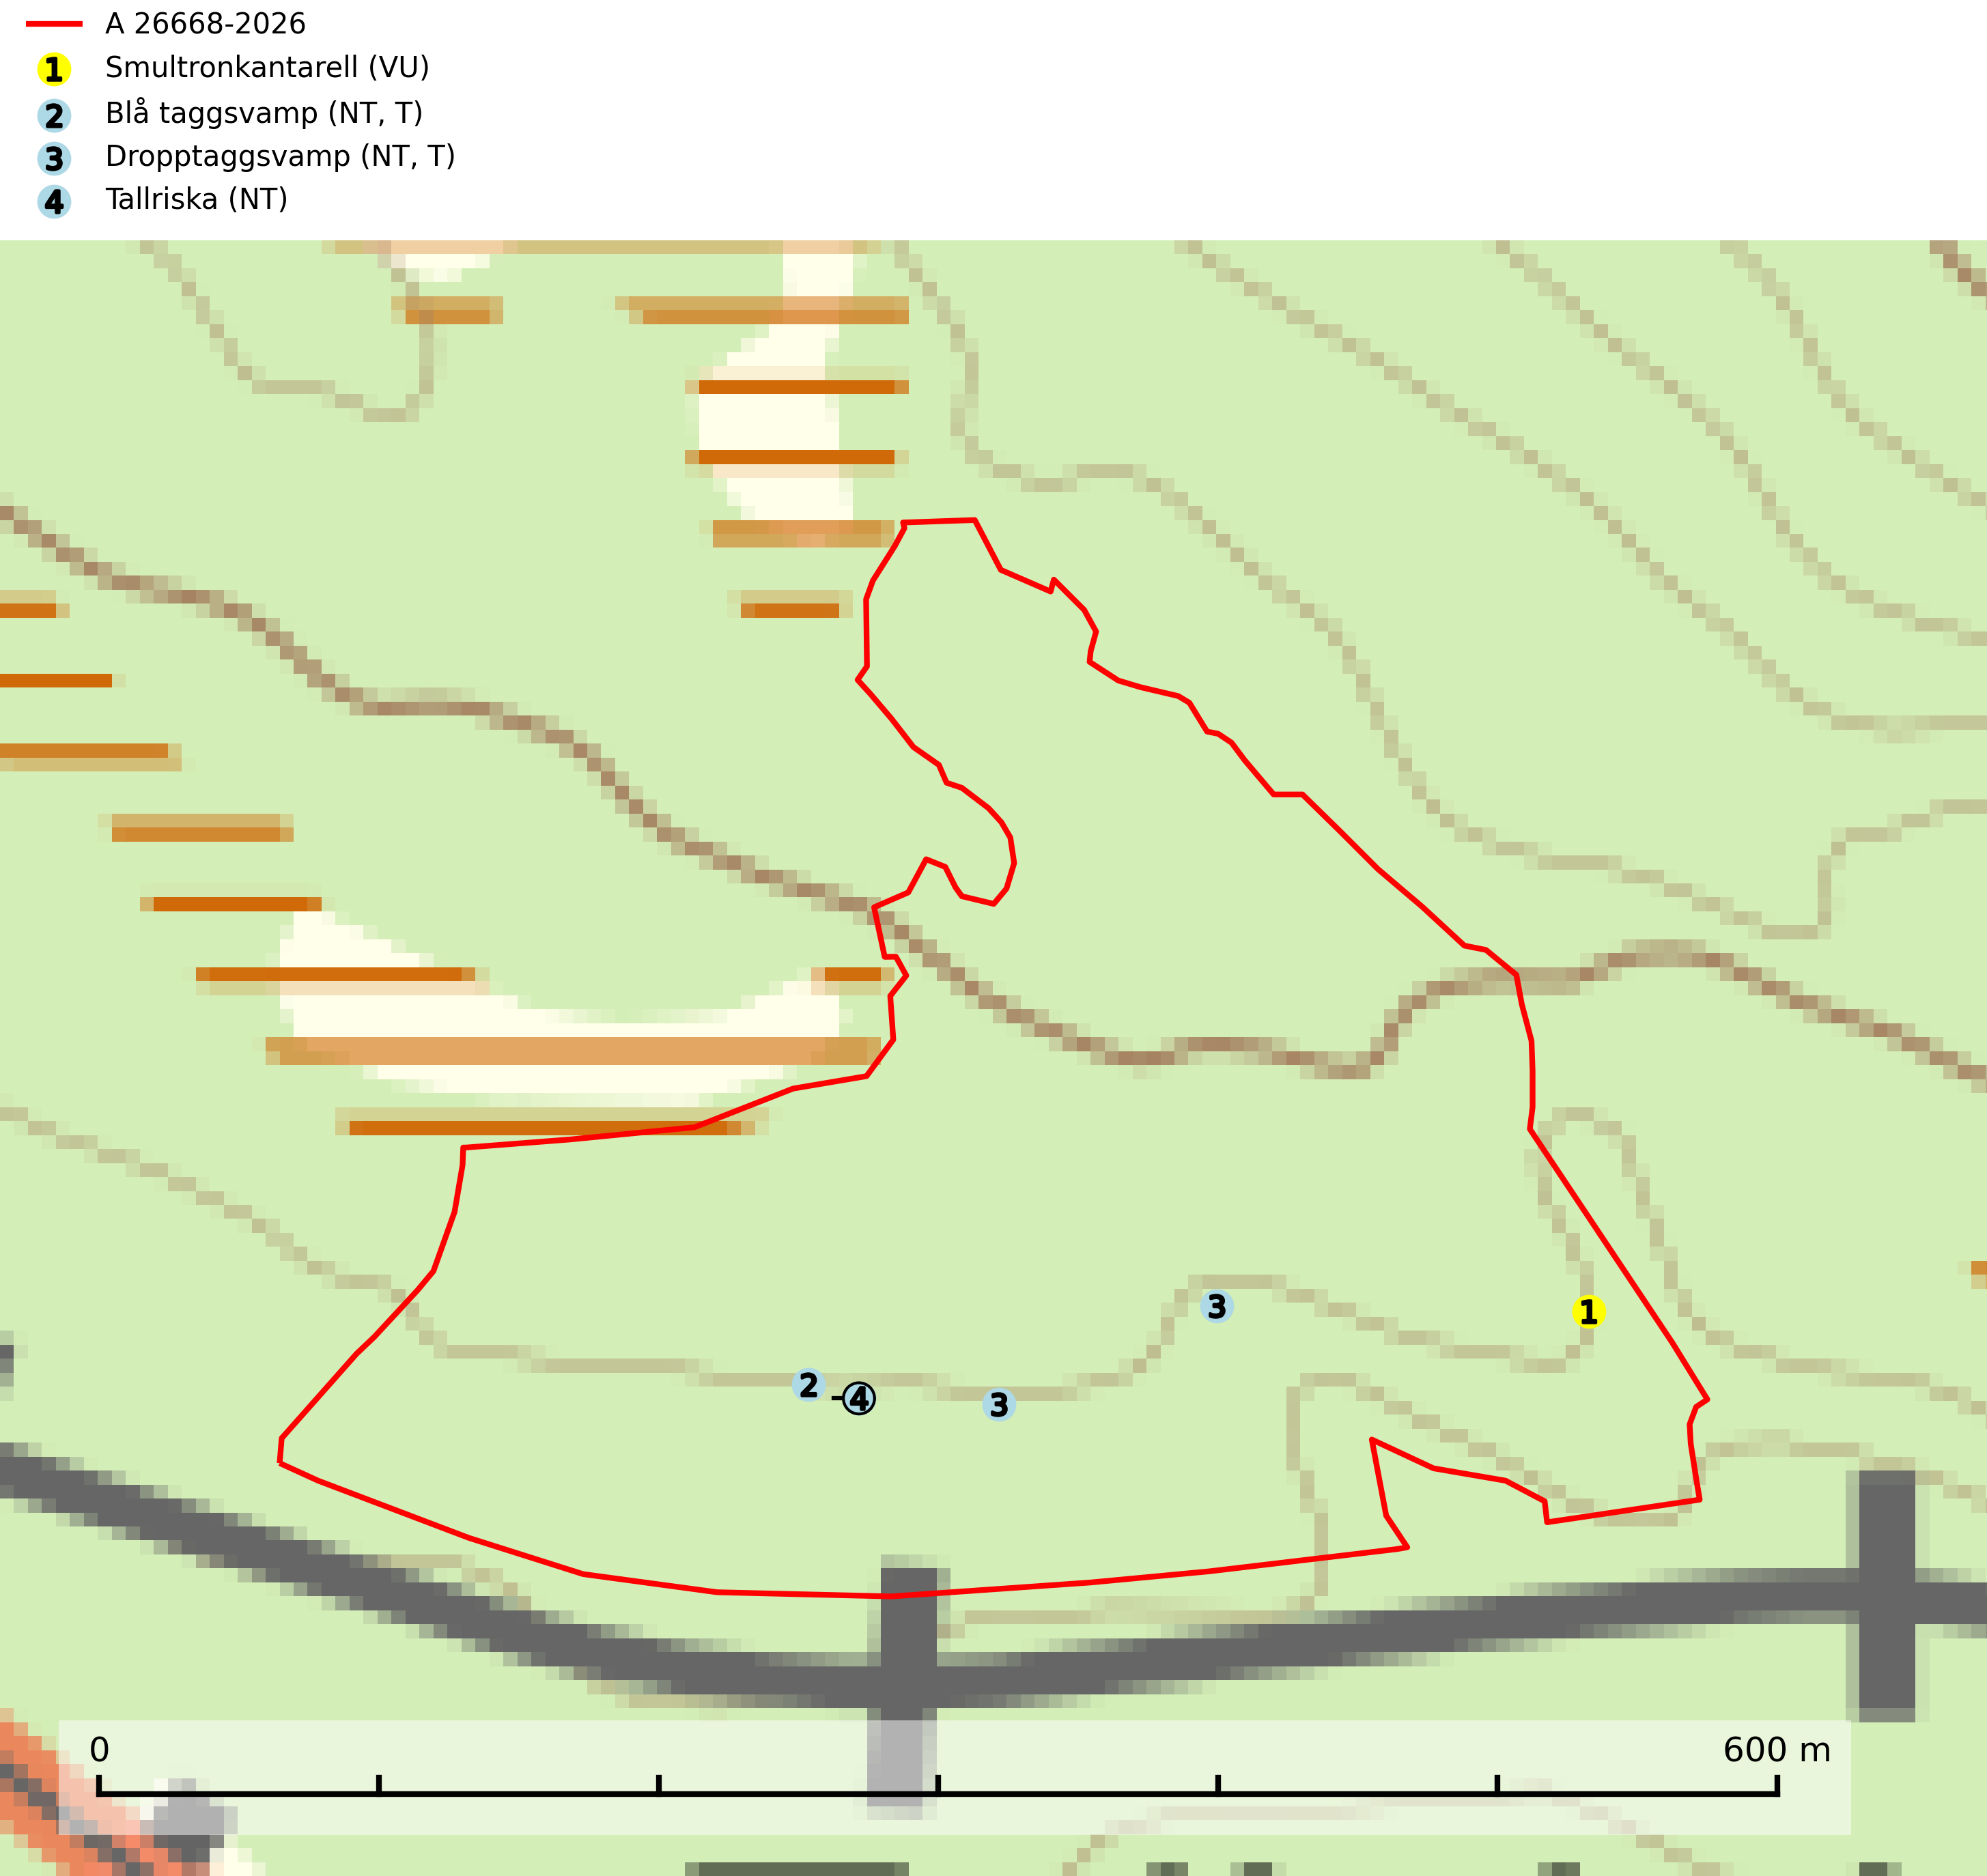 A 26668-2026
1 Smultronkantarell (VU)
2 Blå taggsvamp (NT, T)
3 Dropptaggsvamp (NT, T)
4 Tallriska (NT)
3
1
2
4
3
0
600 m